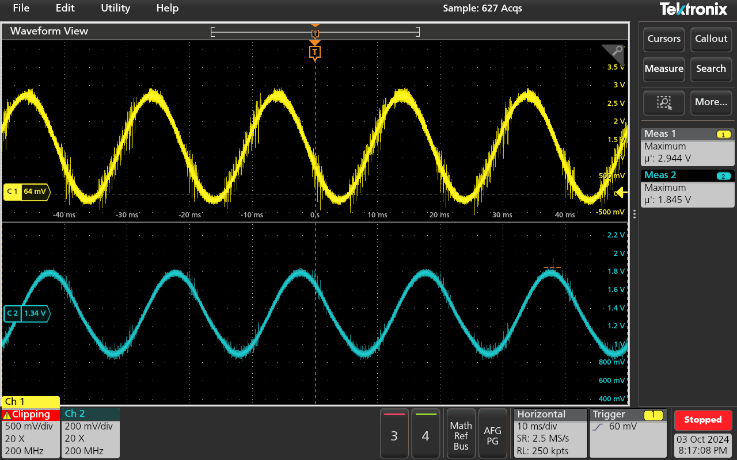 File Edit Utility Help Sample: 627 Acqs Tektronix
Waveform View
U
T
3.5 V
3 V
2.5 V
2 V
1.5 V
1 V
500 mV
0 V
-500 mV
C 1 64 mV
-40 ms -30 ms -20 ms -10 ms 0.s 10 ms 20 ms 30 ms 40 ms
2.2 V
2 V
1.8 V
1.6 V
1.4 V
1.2 V
1 V
800 mV
600 mV
400 mV
C 2 1.34 V
Cursors Callout
Measure Search
More...
Meas 1 1
Maximum
µ': 2.944 V
Meas 2 2
Maximum
µ': 1.845 V
Ch 1
Clipping
500 mV/div
20 X
200 MHz
Ch 2
200 mV/div
20 X
200 MHz
3
4
Math
Ref
Bus
AFG
PG
Horizontal
10 ms/div
SR: 2.5 MS/s
RL: 250 kpts
Trigger 1
60 mV
Stopped
03 Oct 2024
8:17:08 PM